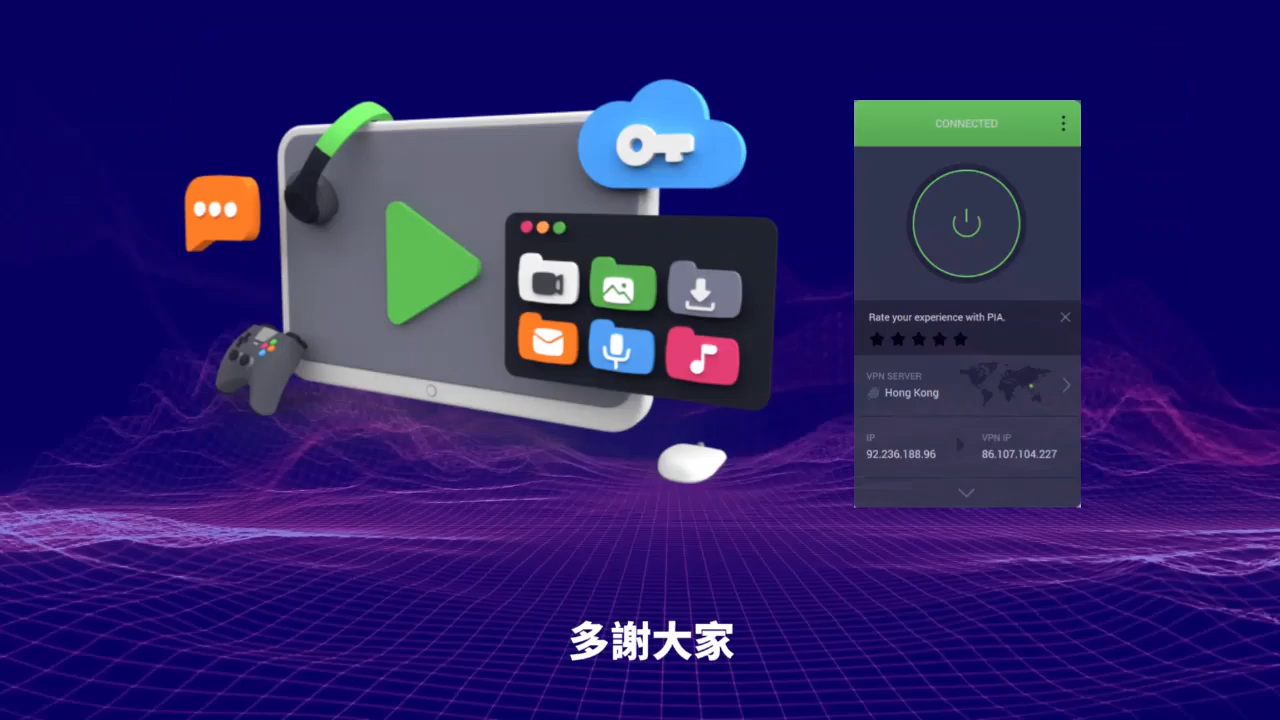 CONNECTED
Rate your experience with PIA.
VPN SERVER
Hong Kong
IP
92.236.188.96
VPN IP
86.107.104.227
多謝大家